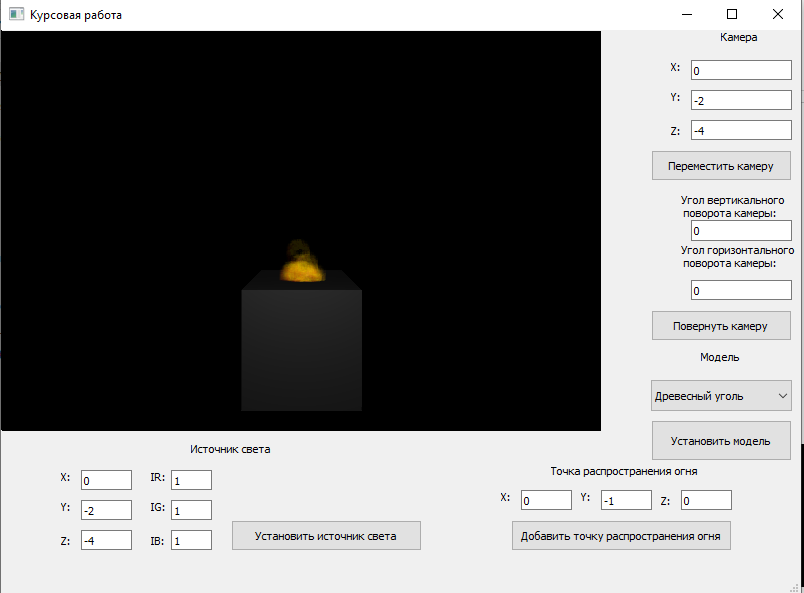 Курсовая работа
Камера
X: 0
Y: -2
Z: -4
Переместить камеру
Угол вертикального
поворота камеры:
0
Угол горизонтального
поворота камеры:
0
Повернуть камеру
Модель
Древесный уголь
Установить модель
Источник света
X: 0 IR: 1
Y: -2 IG: 1
Z: -4 IB: 1
Установить источник света
Точка распространения огня
X: 0 Y: -1 Z: 0
Добавить точку распространения огня